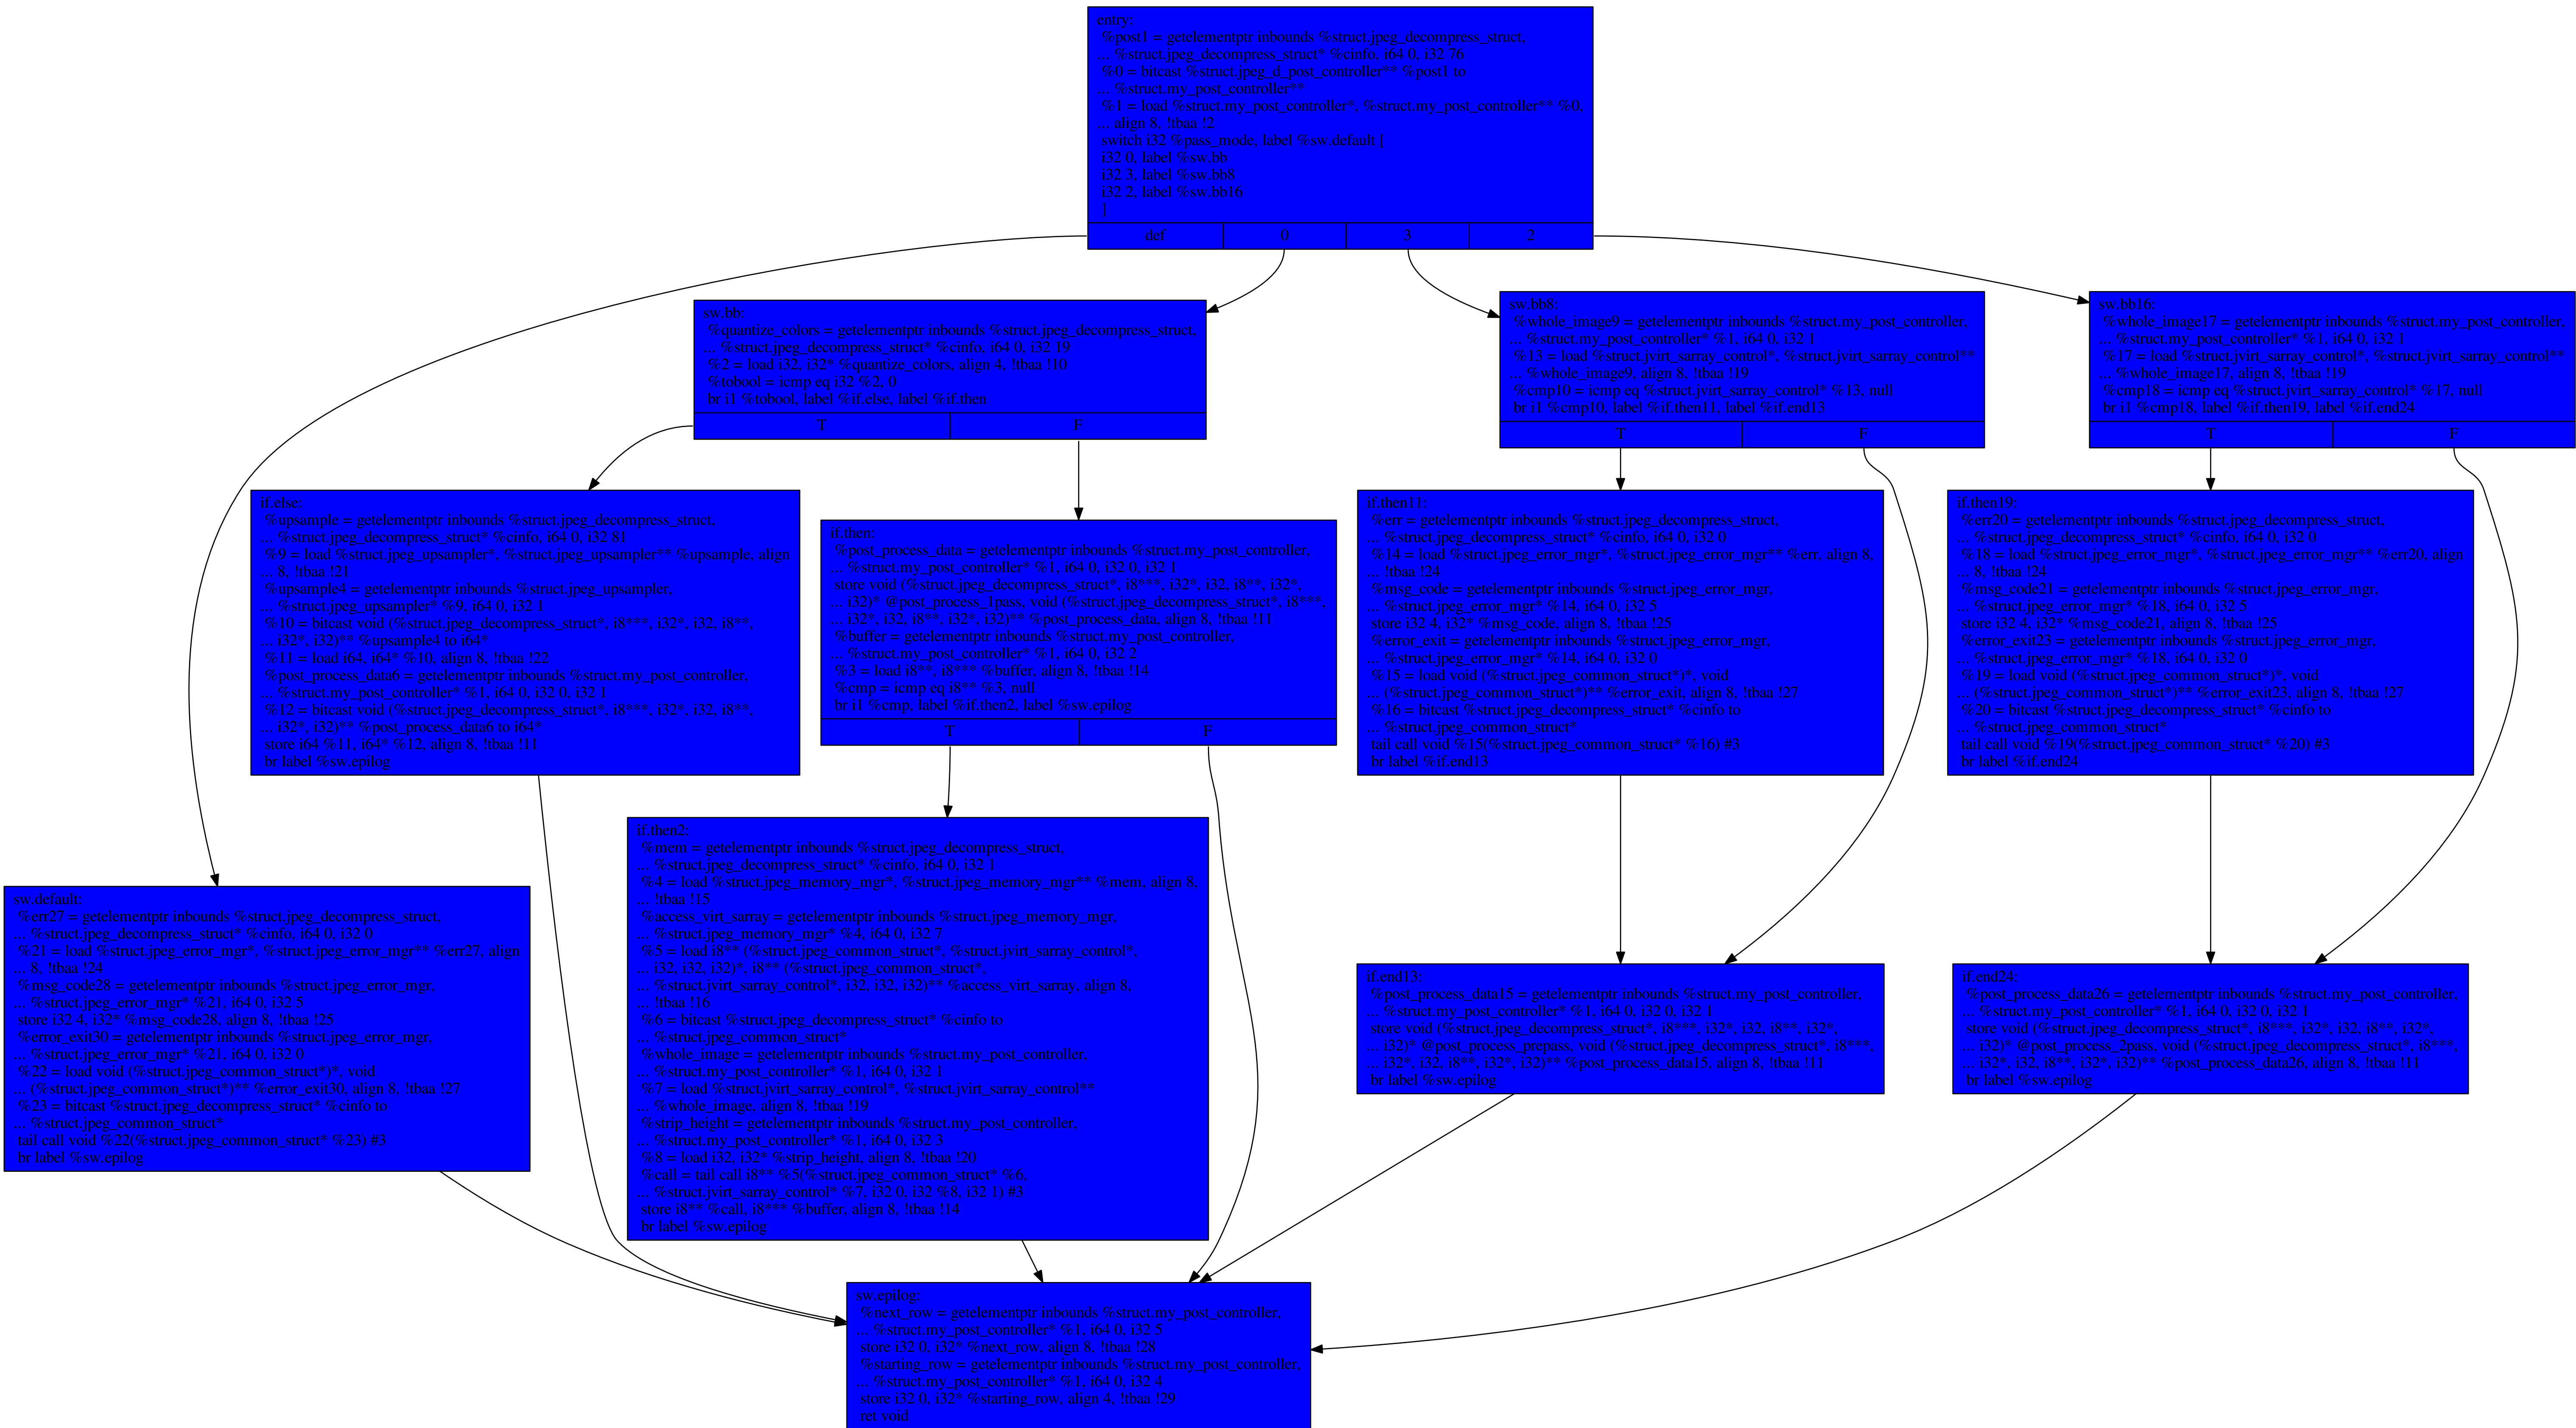 entry:
%post1 = getelementptr inbounds %struct.jpeg_decompress_struct,
... %struct.jpeg_decompress_struct* %cinfo, i64 0, i32 76
%0 = bitcast %struct.jpeg_d_post_controller** %post1 to
... %struct.my_post_controller**
%1 = load %struct.my_post_controller*, %struct.my_post_controller** %0,
... align 8, !tbaa !2
switch i32 %pass_mode, label %sw.default [
i32 0, label %sw.bb
i32 3, label %sw.bb8
i32 2, label %sw.bb16
]
def 0 3 2
sw.bb:
%quantize_colors = getelementptr inbounds %struct.jpeg_decompress_struct,
... %struct.jpeg_decompress_struct* %cinfo, i64 0, i32 19
%2 = load i32, i32* %quantize_colors, align 4, !tbaa !10
%tobool = icmp eq i32 %2, 0
br i1 %tobool, label %if.else, label %if.then
T F
sw.bb8:
%whole_image9 = getelementptr inbounds %struct.my_post_controller,
... %struct.my_post_controller* %1, i64 0, i32 1
%13 = load %struct.jvirt_sarray_control*, %struct.jvirt_sarray_control**
... %whole_image9, align 8, !tbaa !19
%cmp10 = icmp eq %struct.jvirt_sarray_control* %13, null
br i1 %cmp10, label %if.then11, label %if.end13
T F
sw.bb16:
%whole_image17 = getelementptr inbounds %struct.my_post_controller,
... %struct.my_post_controller* %1, i64 0, i32 1
%17 = load %struct.jvirt_sarray_control*, %struct.jvirt_sarray_control**
... %whole_image17, align 8, !tbaa !19
%cmp18 = icmp eq %struct.jvirt_sarray_control* %17, null
br i1 %cmp18, label %if.then19, label %if.end24
T F
if.else:
%upsample = getelementptr inbounds %struct.jpeg_decompress_struct,
... %struct.jpeg_decompress_struct* %cinfo, i64 0, i32 81
%9 = load %struct.jpeg_upsampler*, %struct.jpeg_upsampler** %upsample, align
... 8, !tbaa !21
%upsample4 = getelementptr inbounds %struct.jpeg_upsampler,
... %struct.jpeg_upsampler* %9, i64 0, i32 1
%10 = bitcast void (%struct.jpeg_decompress_struct*, i8***, i32*, i32, i8**,
... i32*, i32)** %upsample4 to i64*
%11 = load i64, i64* %10, align 8, !tbaa !22
%post_process_data6 = getelementptr inbounds %struct.my_post_controller,
... %struct.my_post_controller* %1, i64 0, i32 0, i32 1
%12 = bitcast void (%struct.jpeg_decompress_struct*, i8***, i32*, i32, i8**,
... i32*, i32)** %post_process_data6 to i64*
store i64 %11, i64* %12, align 8, !tbaa !11
br label %sw.epilog
if.then:
%post_process_data = getelementptr inbounds %struct.my_post_controller,
... %struct.my_post_controller* %1, i64 0, i32 0, i32 1
store void (%struct.jpeg_decompress_struct*, i8***, i32*, i32, i8**, i32*,
... i32)* @post_process_1pass, void (%struct.jpeg_decompress_struct*, i8***,
... i32*, i32, i8**, i32*, i32)** %post_process_data, align 8, !tbaa !11
%buffer = getelementptr inbounds %struct.my_post_controller,
... %struct.my_post_controller* %1, i64 0, i32 2
%3 = load i8**, i8*** %buffer, align 8, !tbaa !14
%cmp = icmp eq i8** %3, null
br i1 %cmp, label %if.then2, label %sw.epilog
T F
if.then11:
%err = getelementptr inbounds %struct.jpeg_decompress_struct,
... %struct.jpeg_decompress_struct* %cinfo, i64 0, i32 0
%14 = load %struct.jpeg_error_mgr*, %struct.jpeg_error_mgr** %err, align 8,
... !tbaa !24
%msg_code = getelementptr inbounds %struct.jpeg_error_mgr,
... %struct.jpeg_error_mgr* %14, i64 0, i32 5
store i32 4, i32* %msg_code, align 8, !tbaa !25
%error_exit = getelementptr inbounds %struct.jpeg_error_mgr,
... %struct.jpeg_error_mgr* %14, i64 0, i32 0
%15 = load void (%struct.jpeg_common_struct*)*, void
... (%struct.jpeg_common_struct*)** %error_exit, align 8, !tbaa !27
%16 = bitcast %struct.jpeg_decompress_struct* %cinfo to
... %struct.jpeg_common_struct*
tail call void %15(%struct.jpeg_common_struct* %16) #3
br label %if.end13
if.then19:
%err20 = getelementptr inbounds %struct.jpeg_decompress_struct,
... %struct.jpeg_decompress_struct* %cinfo, i64 0, i32 0
%18 = load %struct.jpeg_error_mgr*, %struct.jpeg_error_mgr** %err20, align
... 8, !tbaa !24
%msg_code21 = getelementptr inbounds %struct.jpeg_error_mgr,
... %struct.jpeg_error_mgr* %18, i64 0, i32 5
store i32 4, i32* %msg_code21, align 8, !tbaa !25
%error_exit23 = getelementptr inbounds %struct.jpeg_error_mgr,
... %struct.jpeg_error_mgr* %18, i64 0, i32 0
%19 = load void (%struct.jpeg_common_struct*)*, void
... (%struct.jpeg_common_struct*)** %error_exit23, align 8, !tbaa !27
%20 = bitcast %struct.jpeg_decompress_struct* %cinfo to
... %struct.jpeg_common_struct*
tail call void %19(%struct.jpeg_common_struct* %20) #3
br label %if.end24
if.then2:
%mem = getelementptr inbounds %struct.jpeg_decompress_struct,
... %struct.jpeg_decompress_struct* %cinfo, i64 0, i32 1
%4 = load %struct.jpeg_memory_mgr*, %struct.jpeg_memory_mgr** %mem, align 8,
... !tbaa !15
%access_virt_sarray = getelementptr inbounds %struct.jpeg_memory_mgr,
... %struct.jpeg_memory_mgr* %4, i64 0, i32 7
%5 = load i8** (%struct.jpeg_common_struct*, %struct.jvirt_sarray_control*,
... i32, i32, i32)*, i8** (%struct.jpeg_common_struct*,
... %struct.jvirt_sarray_control*, i32, i32, i32)** %access_virt_sarray, align 8,
... !tbaa !16
%6 = bitcast %struct.jpeg_decompress_struct* %cinfo to
... %struct.jpeg_common_struct*
%whole_image = getelementptr inbounds %struct.my_post_controller,
... %struct.my_post_controller* %1, i64 0, i32 1
%7 = load %struct.jvirt_sarray_control*, %struct.jvirt_sarray_control**
... %whole_image, align 8, !tbaa !19
%strip_height = getelementptr inbounds %struct.my_post_controller,
... %struct.my_post_controller* %1, i64 0, i32 3
%8 = load i32, i32* %strip_height, align 8, !tbaa !20
%call = tail call i8** %5(%struct.jpeg_common_struct* %6,
... %struct.jvirt_sarray_control* %7, i32 0, i32 %8, i32 1) #3
store i8** %call, i8*** %buffer, align 8, !tbaa !14
br label %sw.epilog
sw.default:
%err27 = getelementptr inbounds %struct.jpeg_decompress_struct,
... %struct.jpeg_decompress_struct* %cinfo, i64 0, i32 0
%21 = load %struct.jpeg_error_mgr*, %struct.jpeg_error_mgr** %err27, align
... 8, !tbaa !24
%msg_code28 = getelementptr inbounds %struct.jpeg_error_mgr,
... %struct.jpeg_error_mgr* %21, i64 0, i32 5
store i32 4, i32* %msg_code28, align 8, !tbaa !25
%error_exit30 = getelementptr inbounds %struct.jpeg_error_mgr,
... %struct.jpeg_error_mgr* %21, i64 0, i32 0
%22 = load void (%struct.jpeg_common_struct*)*, void
... (%struct.jpeg_common_struct*)** %error_exit30, align 8, !tbaa !27
%23 = bitcast %struct.jpeg_decompress_struct* %cinfo to
... %struct.jpeg_common_struct*
tail call void %22(%struct.jpeg_common_struct* %23) #3
br label %sw.epilog
if.end13:
%post_process_data15 = getelementptr inbounds %struct.my_post_controller,
... %struct.my_post_controller* %1, i64 0, i32 0, i32 1
store void (%struct.jpeg_decompress_struct*, i8***, i32*, i32, i8**, i32*,
... i32)* @post_process_prepass, void (%struct.jpeg_decompress_struct*, i8***,
... i32*, i32, i8**, i32*, i32)** %post_process_data15, align 8, !tbaa !11
br label %sw.epilog
if.end24:
%post_process_data26 = getelementptr inbounds %struct.my_post_controller,
... %struct.my_post_controller* %1, i64 0, i32 0, i32 1
store void (%struct.jpeg_decompress_struct*, i8***, i32*, i32, i8**, i32*,
... i32)* @post_process_2pass, void (%struct.jpeg_decompress_struct*, i8***,
... i32*, i32, i8**, i32*, i32)** %post_process_data26, align 8, !tbaa !11
br label %sw.epilog
sw.epilog:
%next_row = getelementptr inbounds %struct.my_post_controller,
... %struct.my_post_controller* %1, i64 0, i32 5
store i32 0, i32* %next_row, align 8, !tbaa !28
%starting_row = getelementptr inbounds %struct.my_post_controller,
... %struct.my_post_controller* %1, i64 0, i32 4
store i32 0, i32* %starting_row, align 4, !tbaa !29
ret void